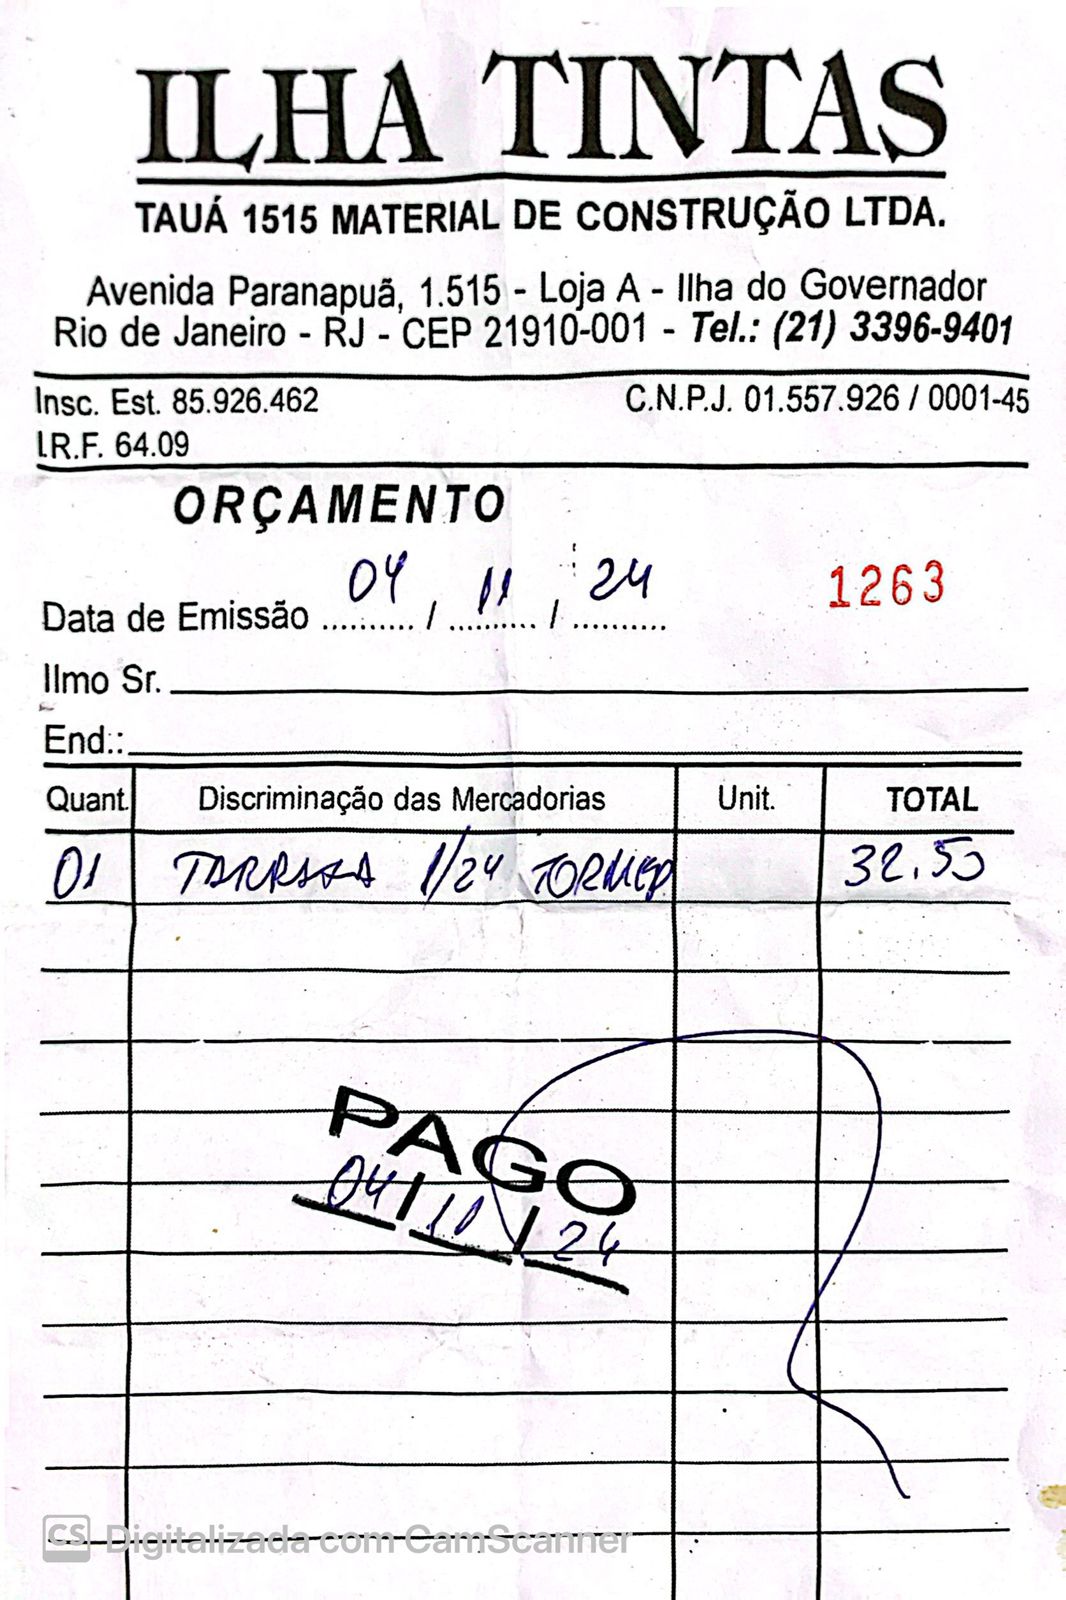 ILHA TINTAS
TAUÁ 1515 MATERIAL DE CONSTRUÇÃO LTDA.
Avenida Paranapuã, 1.515 - Loja A - Ilha do Governador
Rio de Janeiro - RJ - CEP 21910-001 - Tel.: (21) 3396-9401
Insc. Est. 85.926.462 C.N.P.J. 01.557.926 / 0001-45
I.R.F. 64.09
ORÇAMENTO
1263
Data de Emissão 04 / 11 / 24
Ilmo Sr.
End::
Quant. Discriminação das Mercadorias Unit. TOTAL
01 1/24 32.50
PAGO
04 / 11 / 24
CS Digitalizada com CamScanner